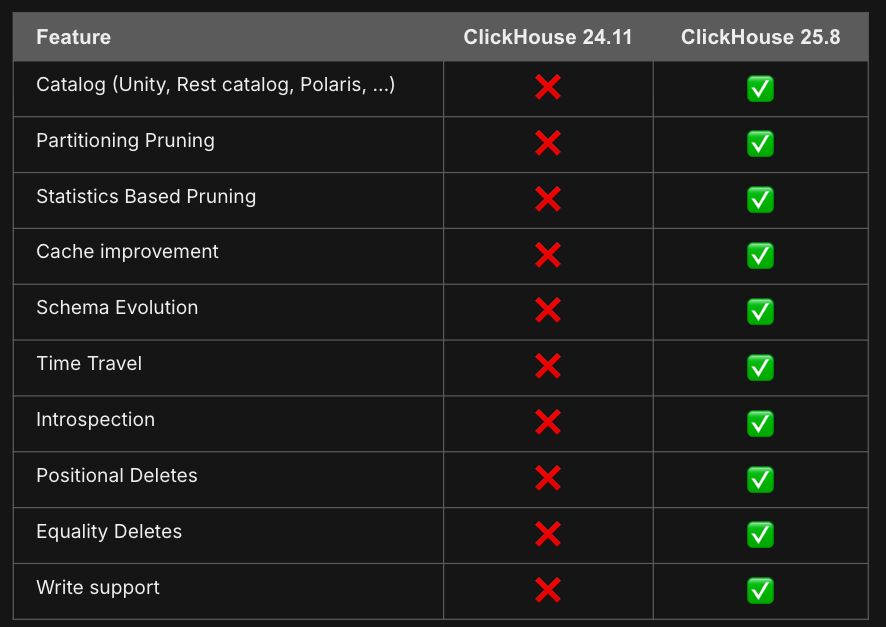 Feature ClickHouse 24.11 ClickHouse 25.8
Catalog (Unity, Rest catalog, Polaris, ...) ❌ ✅
Partitioning Pruning ❌ ✅
Statistics Based Pruning ❌ ✅
Cache improvement ❌ ✅
Schema Evolution ❌ ✅
Time Travel ❌ ✅
Introspection ❌ ✅
Positional Deletes ❌ ✅
Equality Deletes ❌ ✅
Write support ❌ ✅